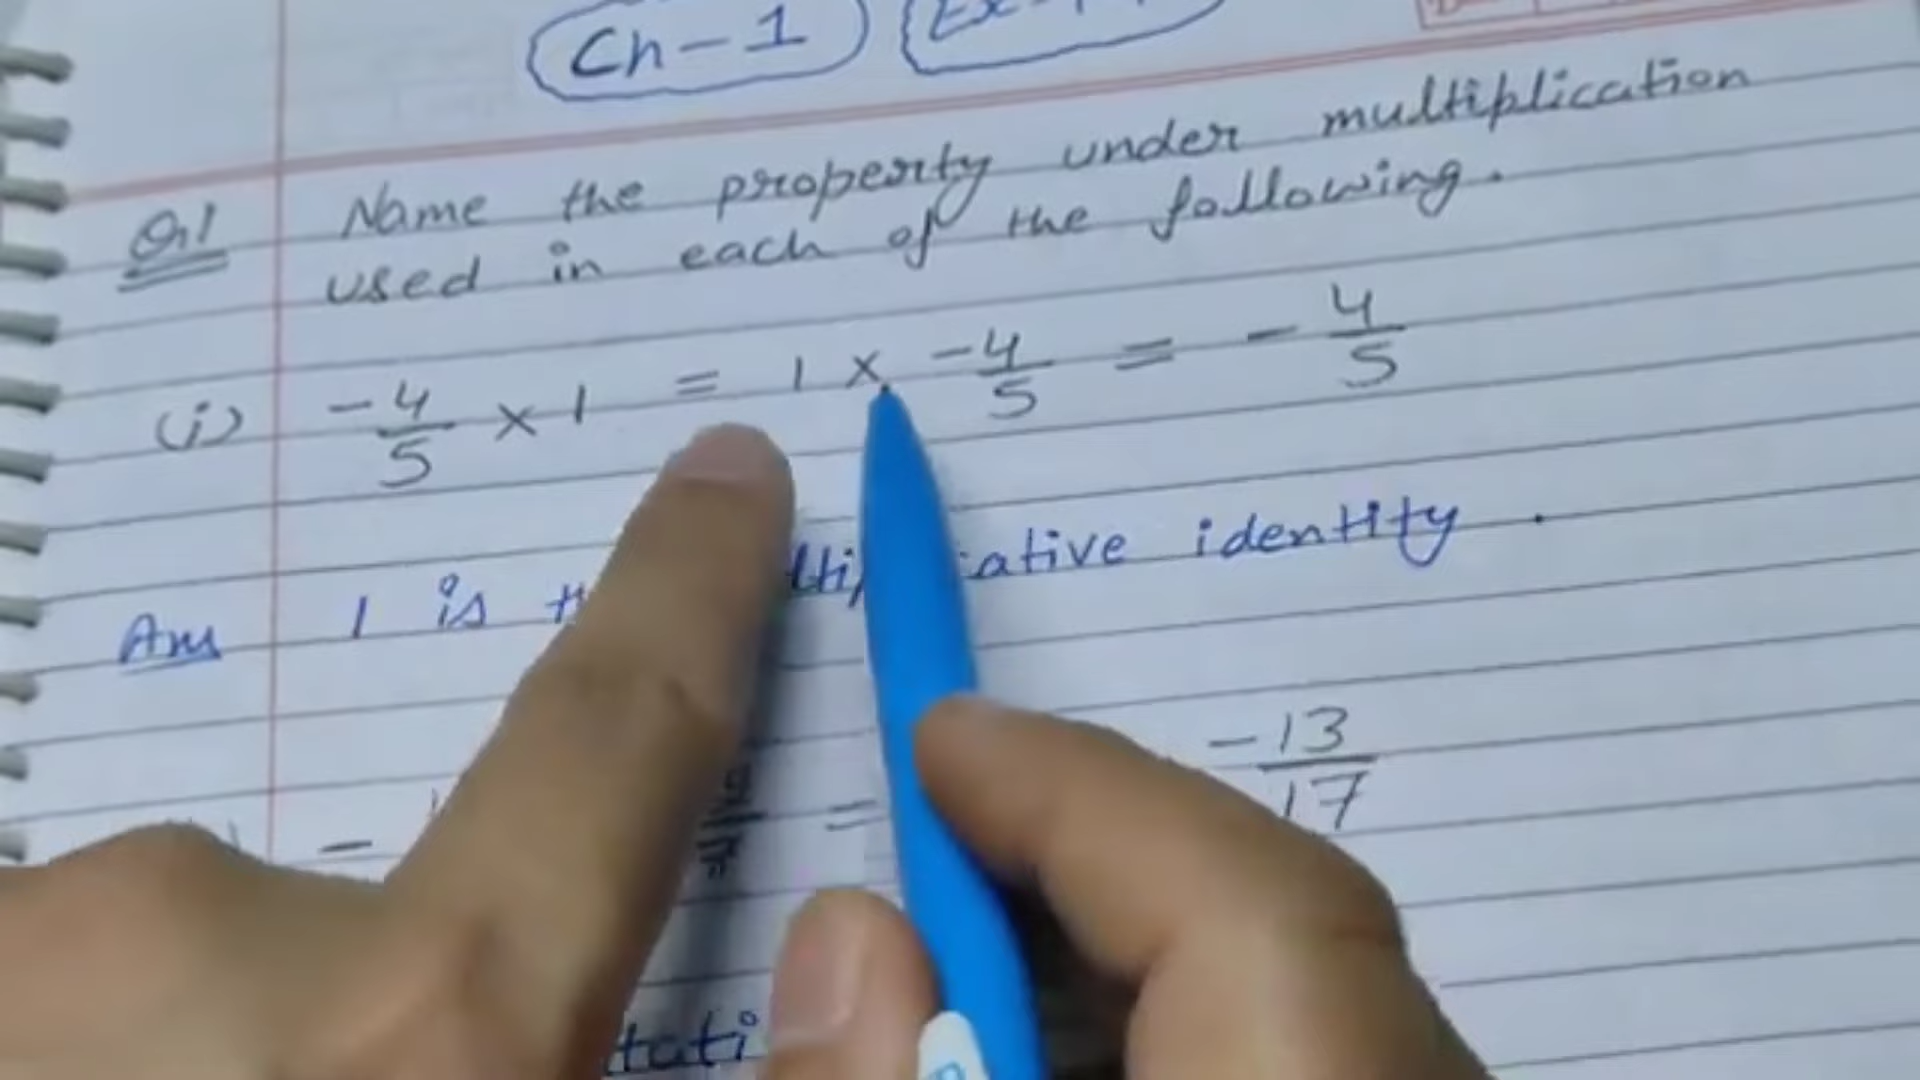 Ch-1
Q.1 Name the property under multiplication
used in each of the following.
(i) -4/5 × 1 = 1 × -4/5 = -4/5
Ans 1 is identity.
- =
-13/17